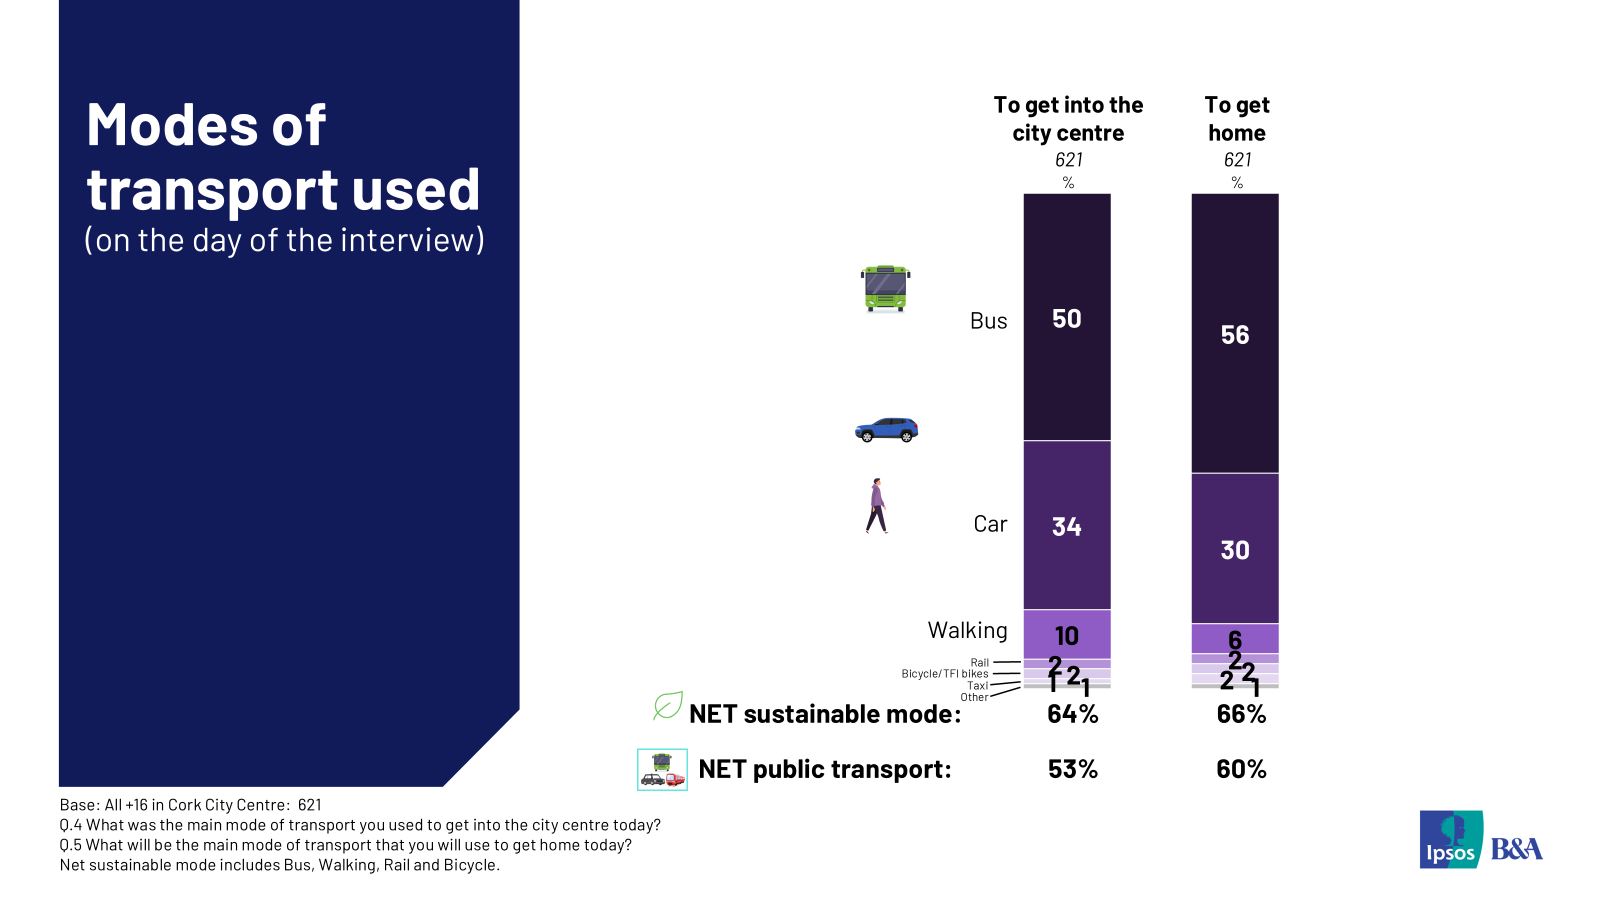 Modes of
transport used
(on the day of the interview)
To get into the
city centre
621
%
To get
home
621
%
Bus
50
56
Car
34
30
Walking
10
6
Rail
2
2
Bicycle/TFI bikes
2
2
Taxi
1
2
Other
1
1
NET sustainable mode:
64%
66%
NET public transport:
53%
60%
Base: All +16 in Cork City Centre: 621
Q.4 What was the main mode of transport you used to get into the city centre today?
Q.5 What will be the main mode of transport that you will use to get home today?
Net sustainable mode includes Bus, Walking, Rail and Bicycle.
Ipsos
B&A